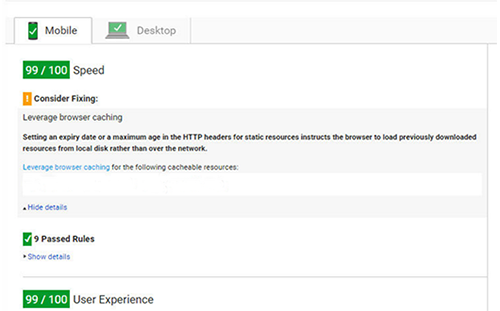 Mobile
Desktop
99 / 100 Speed
! Consider Fixing:
Leverage browser caching
Setting an expiry date or a maximum age in the HTTP headers for static resources instructs the browser to load previously downloaded
resources from local disk rather than over the network.
Leverage browser caching for the following cacheable resources:
Hide details
9 Passed Rules
Show details
99 / 100 User Experience